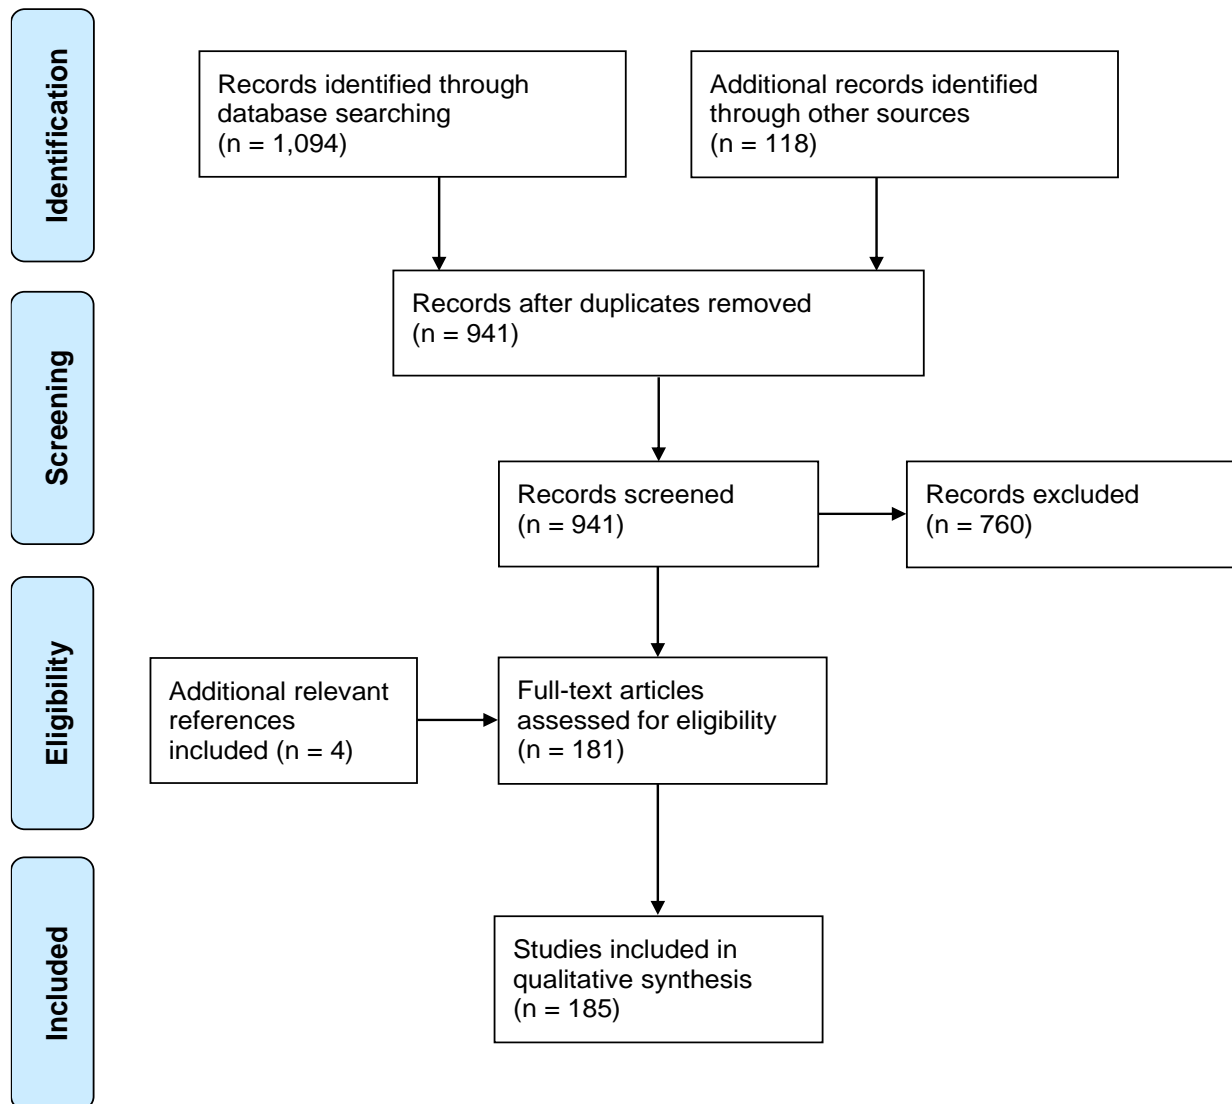 Identification
Records identified through
database searching
(n = 1,094)
Additional records identified
through other sources
(n = 118)
Records after duplicates removed
(n = 941)
Screening
Records screened
(n = 941)
Records excluded
(n = 760)
Eligibility
Additional relevant
references
included (n = 4)
Full-text articles
assessed for eligibility
(n = 181)
Included
Studies included in
qualitative synthesis
(n = 185)